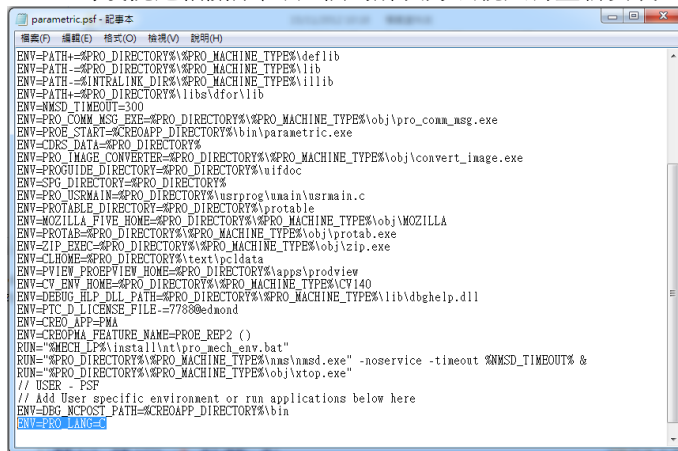 parametric.psf - 記事本
檔案(F) 編輯(E) 格式(O) 檢視(V) 說明(H)
ENV=PATH+=%PRO_DIRECTORY%\%PRO_MACHINE_TYPE%\deflib
ENV=PATH-=%PRO_DIRECTORY%\%PRO_MACHINE_TYPE%\lib
ENV=PATH-=%INTRALINK_DIR%\%PRO_MACHINE_TYPE%\illib
ENV=PATH+=%PRO_DIRECTORY%\libs\dfor\lib
ENV=NMSD_TIMEOUT=300
ENV=PRO_COMM_MSG_EXE=%PRO_DIRECTORY%\%PRO_MACHINE_TYPE%\obj\pro_comm_msg.exe
ENV=PROE_START=%CREOAPP_DIRECTORY%\bin\parametric.exe
ENV=CDRS_DATA=%PRO_DIRECTORY%
ENV=PRO_IMAGE_CONVERTER=%PRO_DIRECTORY%\%PRO_MACHINE_TYPE%\obj\convert_image.exe
ENV=PROGUIDE_DIRECTORY=%PRO_DIRECTORY%\uifdoc
ENV=SPG_DIRECTORY=%PRO_DIRECTORY%
ENV=PRO_USRMAIN=%PRO_DIRECTORY%\usrprog\umain\usrmain.c
ENV=PROTABLE_DIRECTORY=%PRO_DIRECTORY%\protable
ENV=MOZILLA_FIVE_HOME=%PRO_DIRECTORY%\%PRO_MACHINE_TYPE%\obj\MOZILLA
ENV=PROTAB=%PRO_DIRECTORY%\%PRO_MACHINE_TYPE%\obj\protab.exe
ENV=ZIP_EXEC=%PRO_DIRECTORY%\%PRO_MACHINE_TYPE%\obj\zip.exe
ENV=CLHOME=%PRO_DIRECTORY%\text\pcldata
ENV=PVIEW_PROEPVIEW_HOME=%PRO_DIRECTORY%\apps\prodview
ENV=CV_ENV_HOME=%PRO_DIRECTORY%\%PRO_MACHINE_TYPE%\CV140
ENV=DEBUG_HLP_DLL_PATH=%PRO_DIRECTORY%\%PRO_MACHINE_TYPE%\lib\dbghelp.dll
ENV=PTC_D_LICENSE_FILE-=7788@edmond
ENV=CREO_APP=PMA
ENV=CREOPMA_FEATURE_NAME=PROE_REP2 ()
RUN="%MECH_LP%\install\nt\pro_mech_env.bat"
RUN="%PRO_DIRECTORY%\%PRO_MACHINE_TYPE%\nms\nmsd.exe" -noservice -timeout %NMSD_TIMEOUT% &
RUN="%PRO_DIRECTORY%\%PRO_MACHINE_TYPE%\obj\xtop.exe"
// USER - PSF
// Add User specific environment or run applications below here
ENV=DBG_NCPOST_PATH=%CREOAPP_DIRECTORY%\bin
ENV=PRO_LANG=C